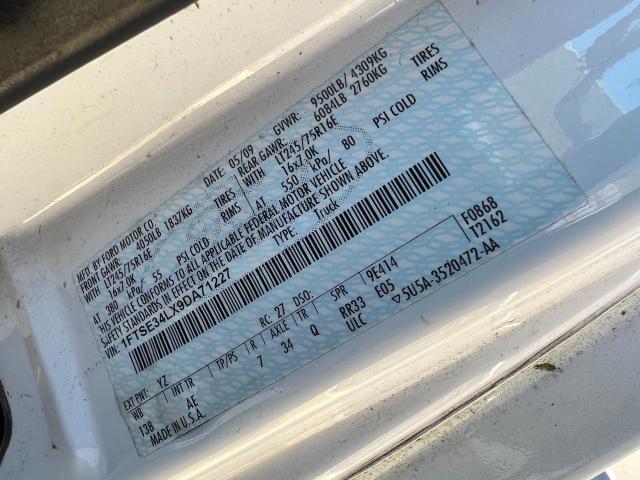 MFD. BY FORD MOTOR CO.
DATE: 05/09 GVWR: 9500LB/ 4309KG
FRONT GAWR: 4050LB 1837KG REAR GAWR: 6084LB 2760KG
WITH LT245/75R16E TIRES WITH LT245/75R16E TIRES
16x7.0K RIMS 16x7.0K RIMS
AT 380 kPa/ 55 PSI COLD AT 550 kPa/ 80 PSI COLD
THIS VEHICLE CONFORMS TO ALL APPLICABLE FEDERAL MOTOR VEHICLE
SAFETY STANDARDS IN EFFECT ON THE DATE OF MANUFACTURE SHOWN ABOVE.
VIN: 1FTSE34LX9DA71227 TYPE: Truck
F0868
T2162
EXT PNT: YZ RC: 27 DSO:
WB INT TR TP/PS R AXLE TR SPR 9E414
138 AE 7 34 Q RR33 E05
MADE IN U.S.A. ULC ▽5U5A-3520472-AA